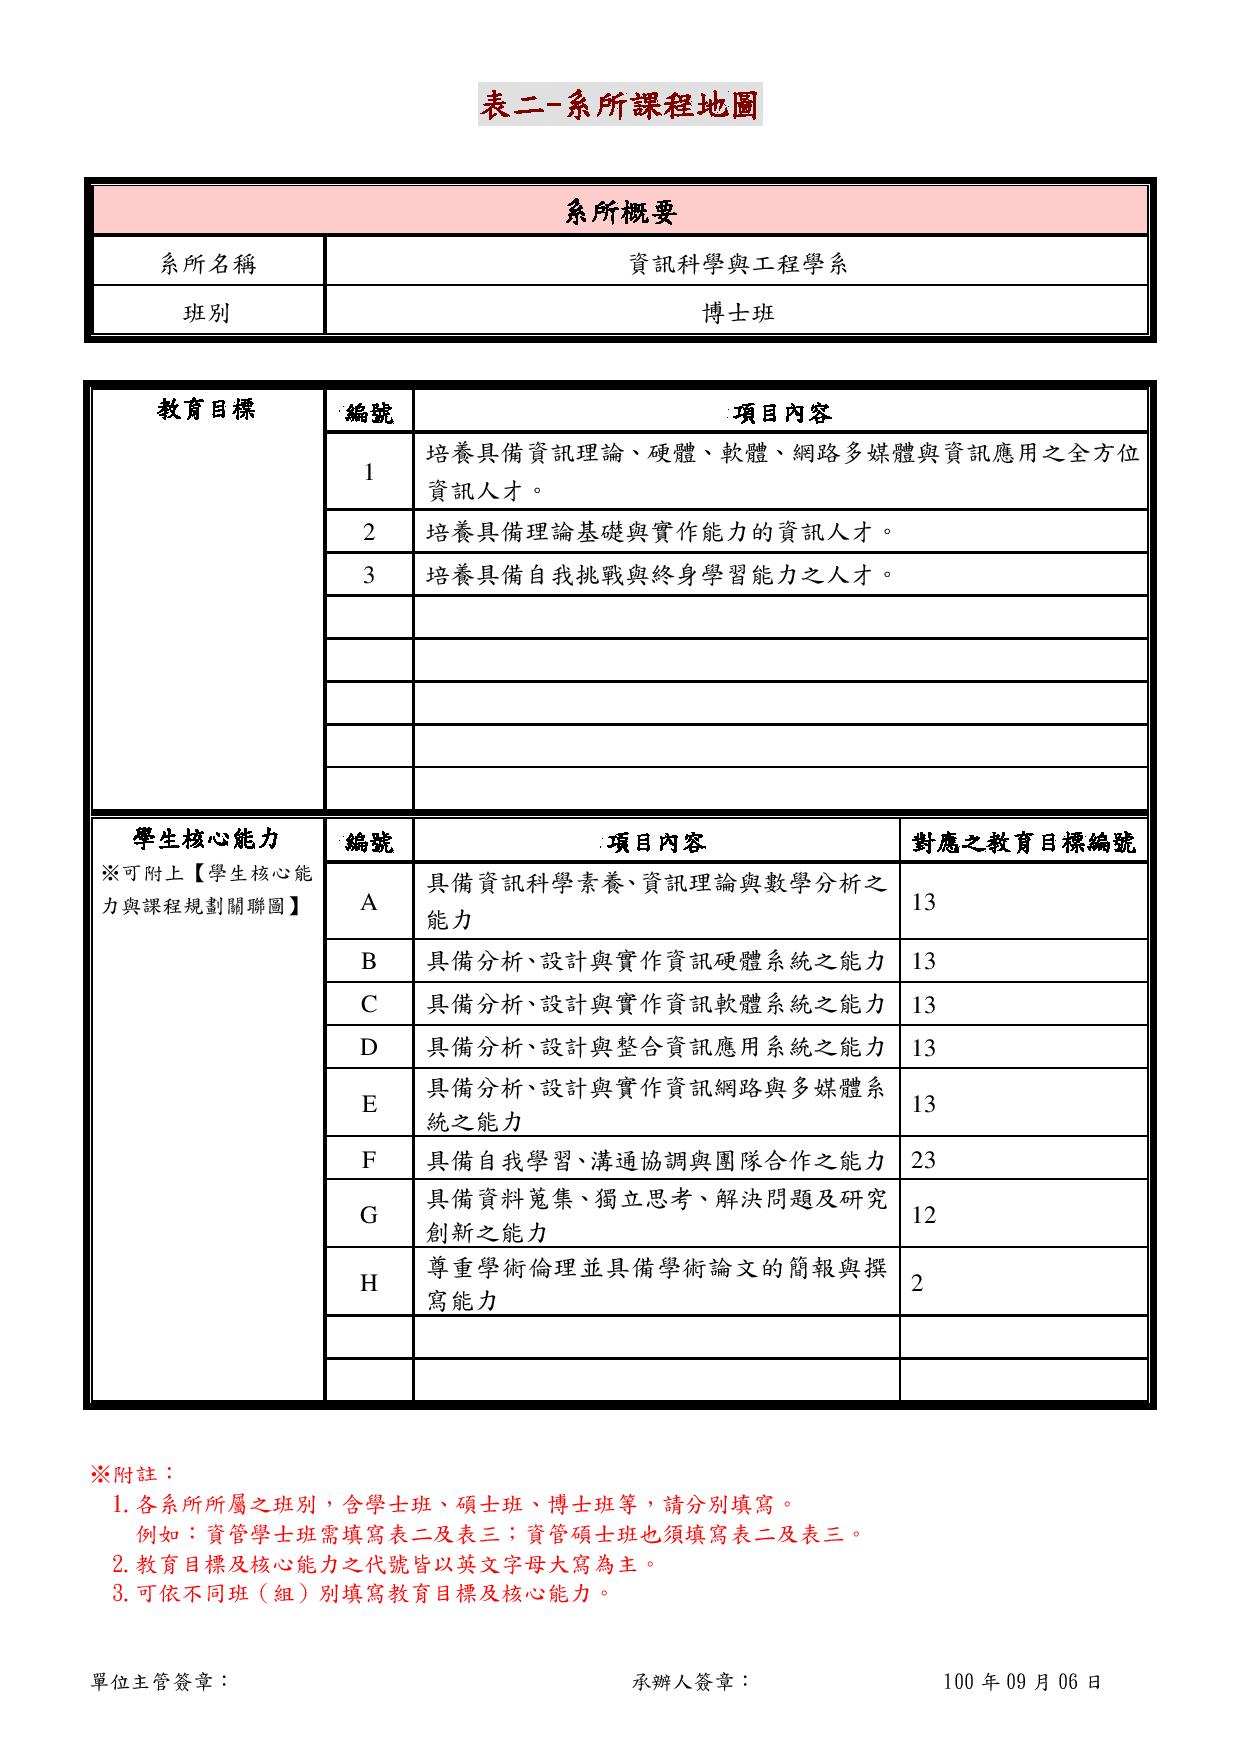 表二-系所課程地圖
系所概要
系所名稱 資訊科學與工程學系
班別 博士班
教育目標 編號 項目內容
1 培養具備資訊理論、硬體、軟體、網路多媒體與資訊應用之全方位
資訊人才。
2 培養具備理論基礎與實作能力的資訊人才。
3 培養具備自我挑戰與終身學習能力之人才。
學生核心能力 編號 項目內容 對應之教育目標編號
※可附上【學生核心能
力與課程規劃關聯圖】
A 具備資訊科學素養、資訊理論與數學分析之
能力 13
B 具備分析、設計與實作資訊硬體系統之能力 13
C 具備分析、設計與實作資訊軟體系統之能力 13
D 具備分析、設計與整合資訊應用系統之能力 13
E 具備分析、設計與實作資訊網路與多媒體系
統之能力 13
F 具備自我學習、溝通協調與團隊合作之能力 23
G 具備資料蒐集、獨立思考、解決問題及研究
創新之能力 12
H 尊重學術倫理並具備學術論文的簡報與撰
寫能力 2
※附註：
1. 各系所所屬之班別，含學士班、碩士班、博士班等，請分別填寫。
例如：資管學士班需填寫表二及表三；資管碩士班也須填寫表二及表三。
2. 教育目標及核心能力之代號皆以英文字母大寫為主。
3. 可依不同班（組）別填寫教育目標及核心能力。
單位主管簽章： 承辦人簽章： 100 年 09 月 06 日